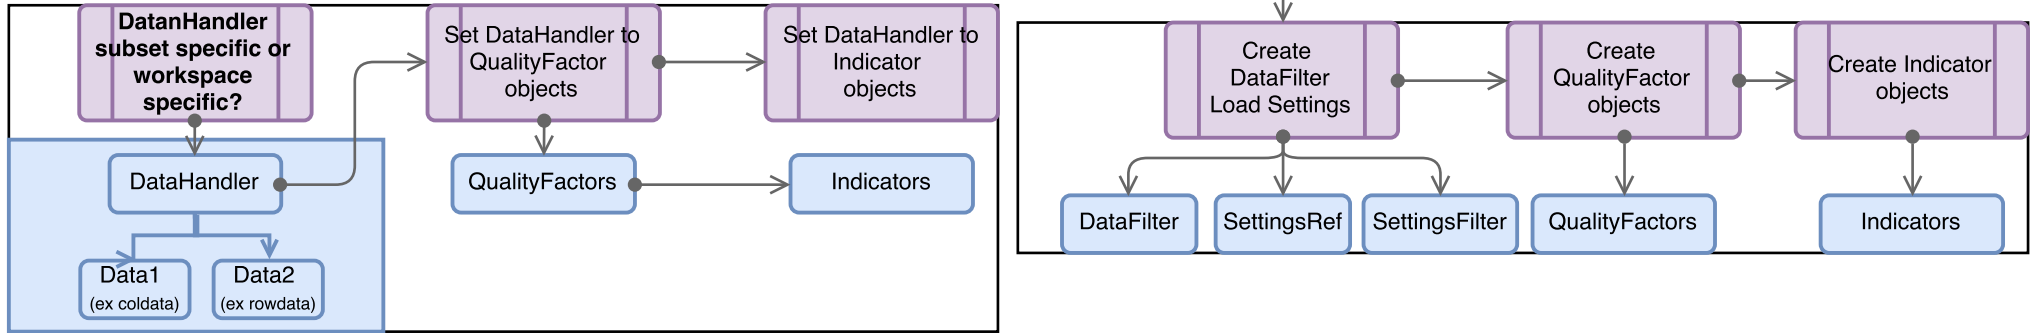 DatanHandler
subset specific or
workspace
specific?
Set DataHandler to
QualityFactor
objects
Set DataHandler to
Indicator
objects
DataHandler
QualityFactors
Indicators
Data1
(ex coldata)
Data2
(ex rowdata)
Create
DataFilter
Load Settings
Create
QualityFactor
objects
Create Indicator
objects
DataFilter
SettingsRef
SettingsFilter
QualityFactors
Indicators